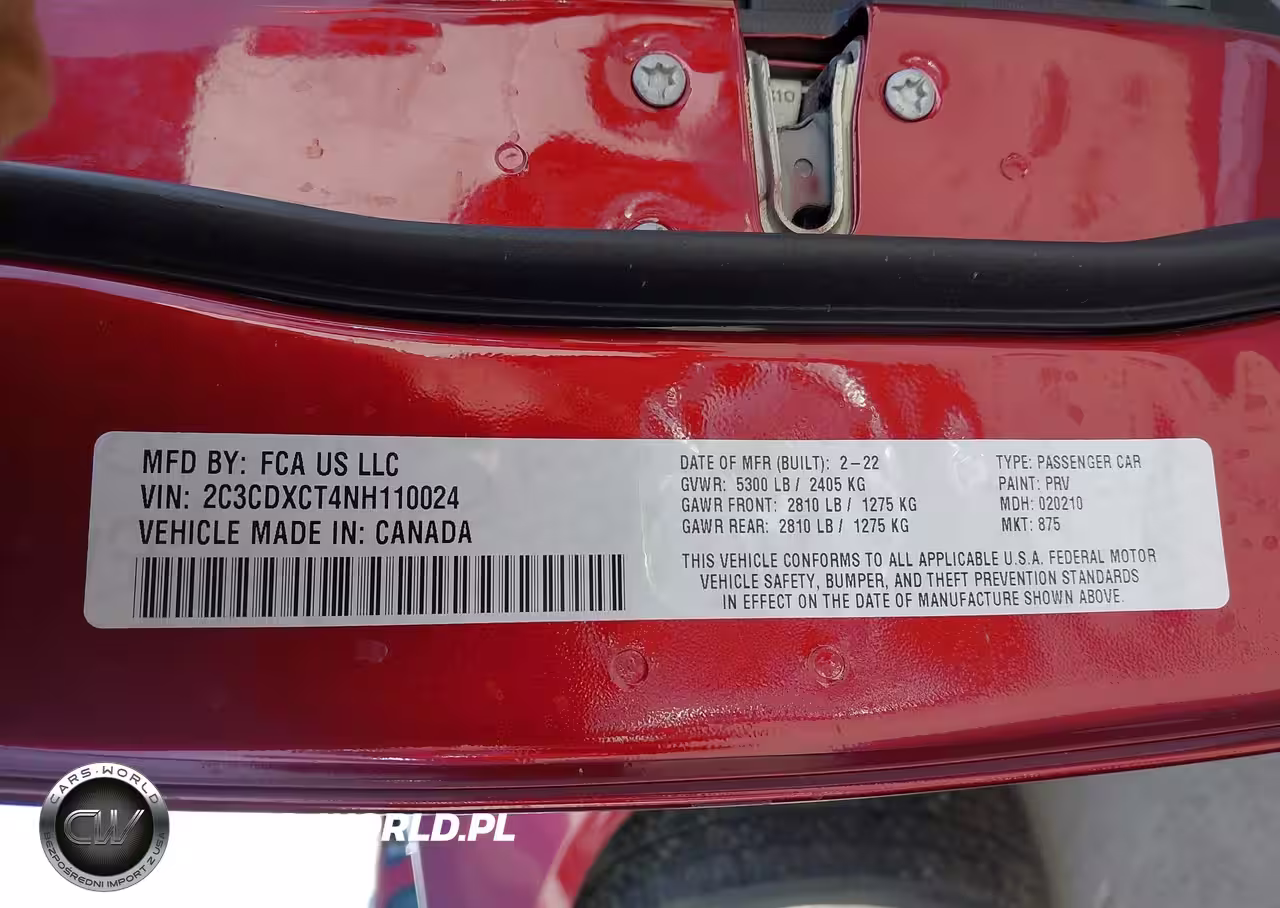 310
MFD BY: FCA US LLC
VIN: 2C3CDXCT4NH110024
VEHICLE MADE IN: CANADA
DATE OF MFR (BUILT): 2-22
GVWR: 5300 LB / 2405 KG
GAWR FRONT: 2810 LB / 1275 KG
GAWR REAR: 2810 LB / 1275 KG
TYPE: PASSENGER CAR
PAINT: PRV
MDH: 020210
MKT: 875
THIS VEHICLE CONFORMS TO ALL APPLICABLE U.S.A. FEDERAL MOTOR
VEHICLE SAFETY, BUMPER, AND THEFT PREVENTION STANDARDS
IN EFFECT ON THE DATE OF MANUFACTURE SHOWN ABOVE.
CARS-WORLD
CW
BEZPOŚREDNI IMPORT Z USA
ORLD.PL